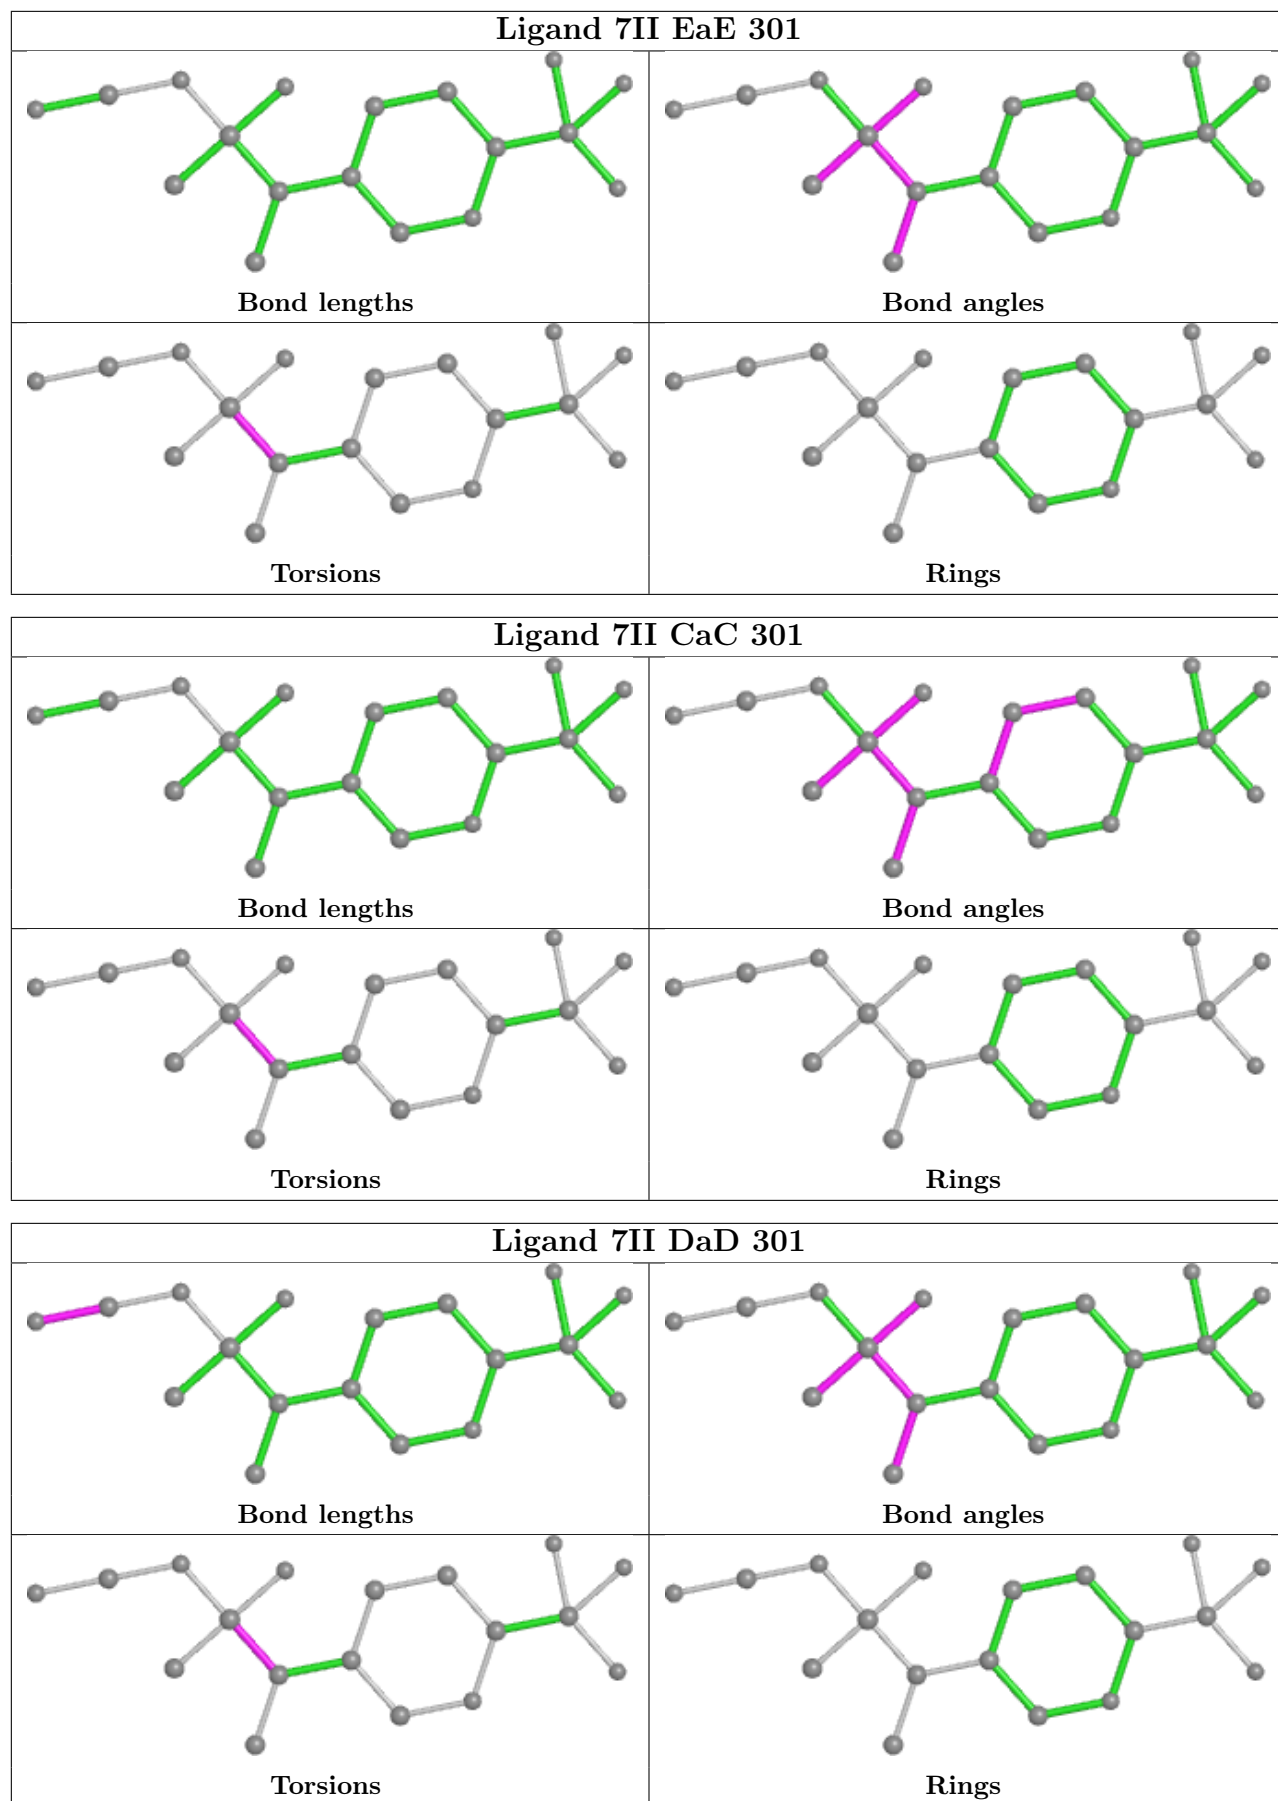 Ligand 7II EaE 301
Bond lengths
Bond angles
Torsions
Rings
Ligand 7II CaC 301
Bond lengths
Bond angles
Torsions
Rings
Ligand 7II DaD 301
Bond lengths
Bond angles
Torsions
Rings